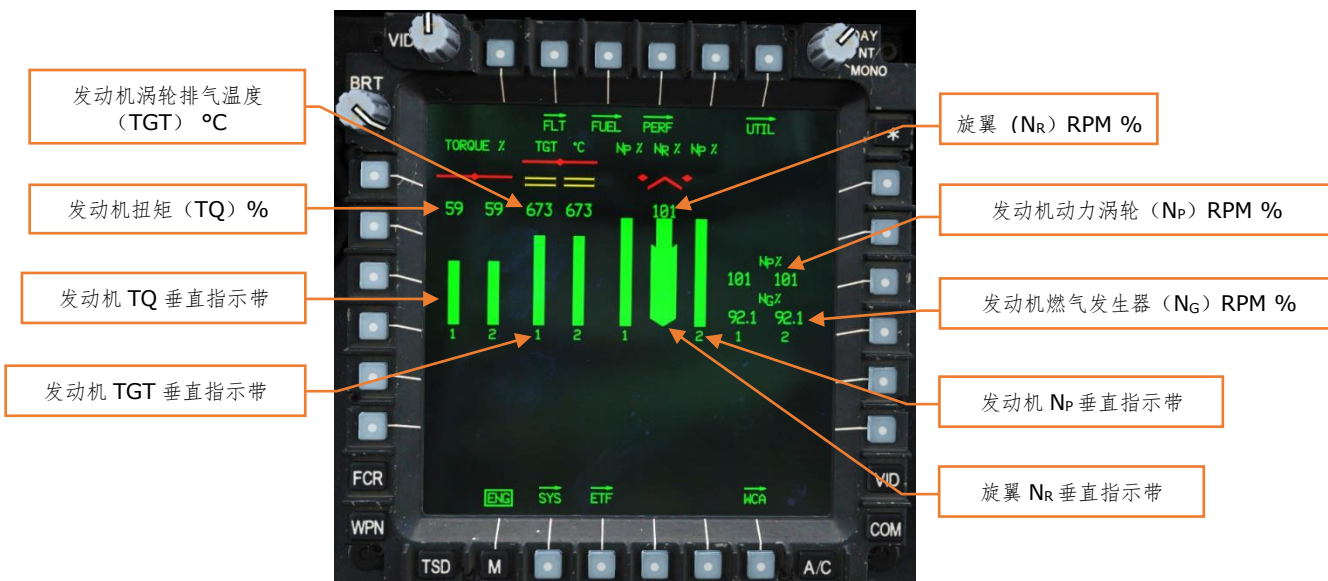 VID
DAY
NT/
MONO
BRT
发动机涡轮排气温度
（TGT） °C
发动机扭矩（TQ）%
发动机 TQ 垂直指示带
发动机 TGT 垂直指示带
FLT FUEL PERF UTIL
TORQUE % TGT °C NP % NR % NP %
59 59 673 673 101
NP%
101 101
NG%
92.1 92.1
1 2 1 2 1 2 1 2
ENG SYS ETF WCA
*
FCR
WPN
VID
COM
TSD M A/C
旋翼（NR）RPM %
发动机动力涡轮（NP）RPM %
发动机燃气发生器（NG）RPM %
发动机 NP 垂直指示带
旋翼 NR 垂直指示带